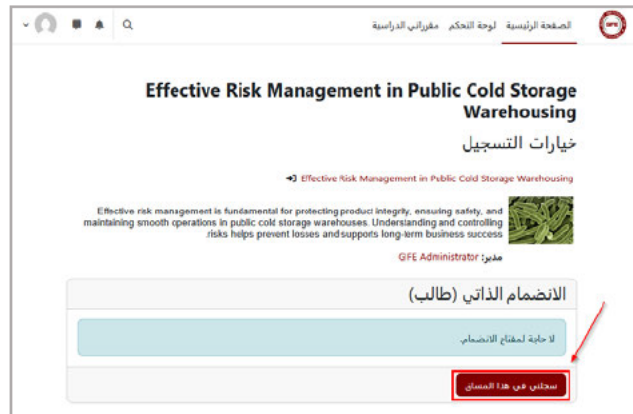 الصفحة الرئيسية لوحة التحكم مقرراتي الدراسية
GFE
Effective Risk Management in Public Cold Storage
Warehousing
خيارات التسجيل
Effective Risk Management in Public Cold Storage Warehousing
Effective risk management is fundamental for protecting product integrity, ensuring safety, and
maintaining smooth operations in public cold storage warehouses. Understanding and controlling
.risks helps prevent losses and supports long-term business success
مدير: GFE Administrator
الانضمام الذاتي (طالب)
لا حاجة لمفتاح الانضمام.
سجلني في هذا المساق